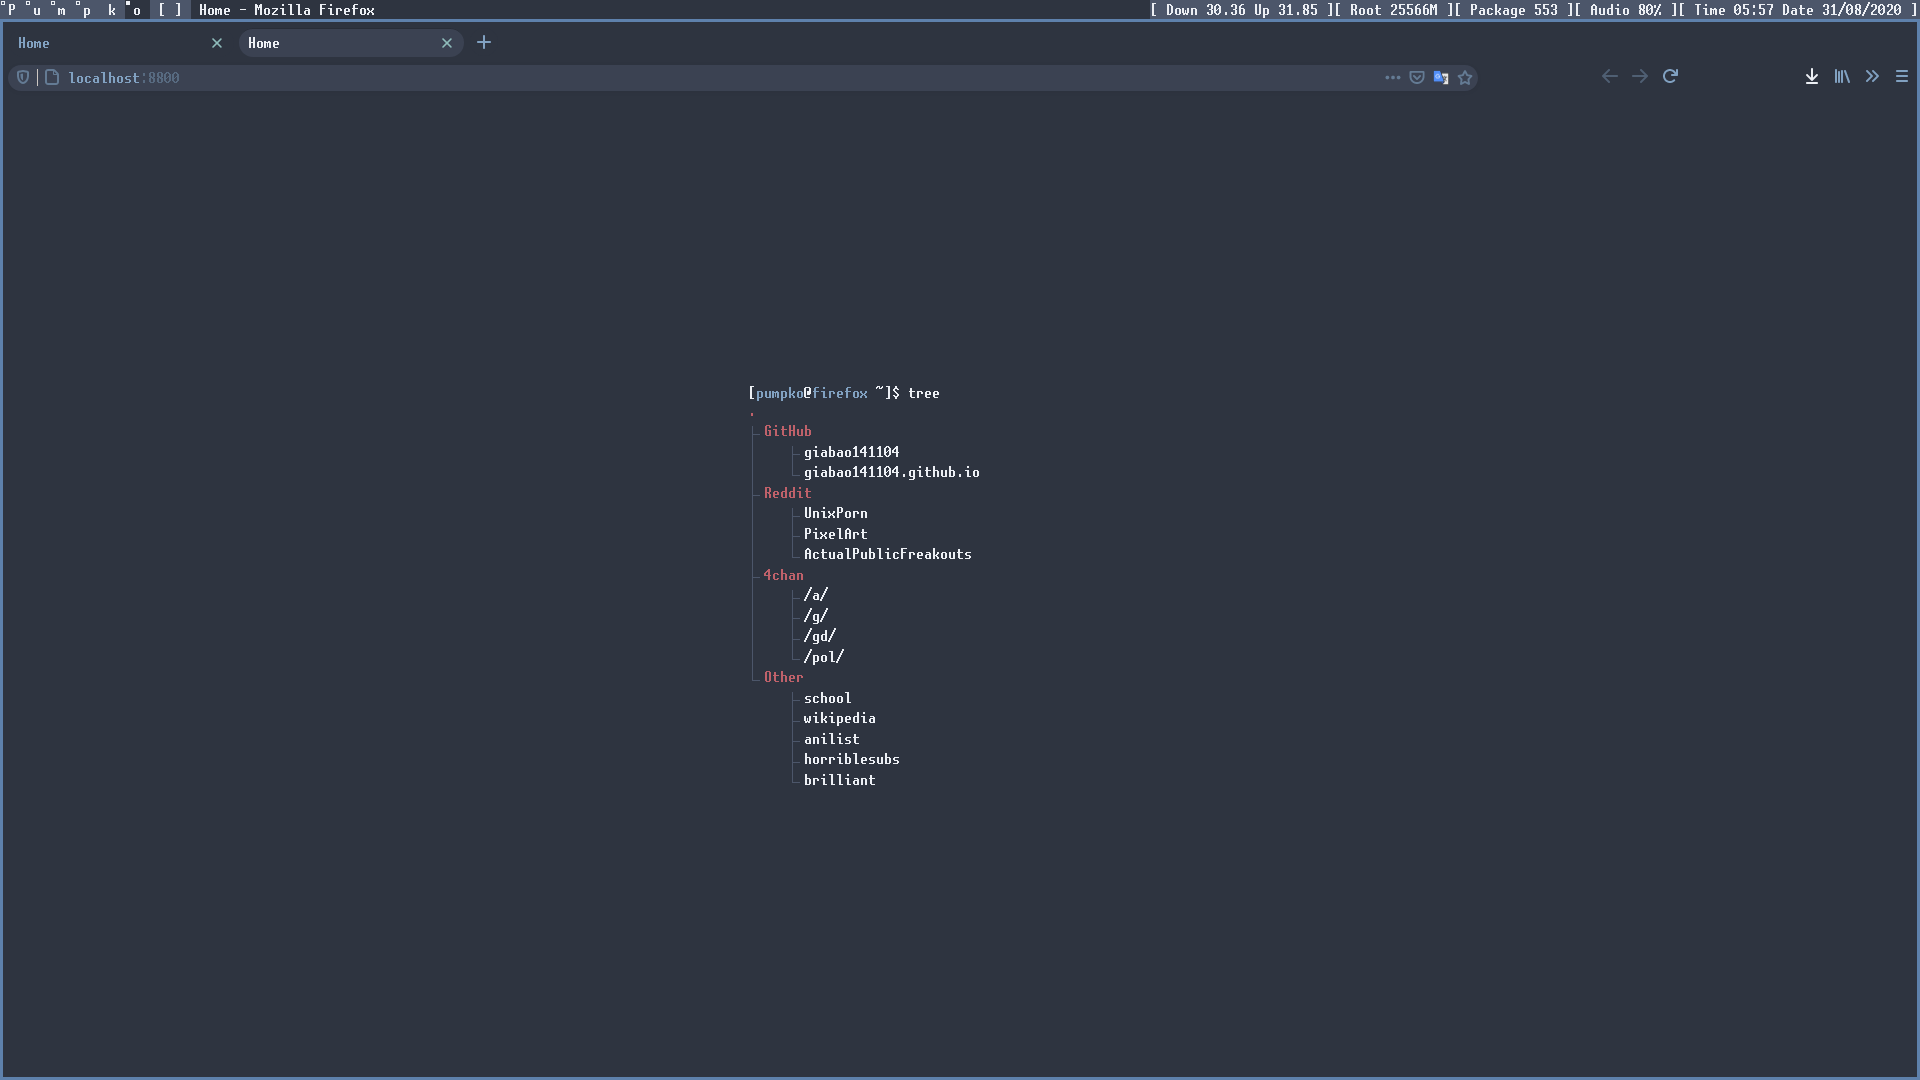 P u m p k o [ ] Home - Mozilla Firefox [ Down 30.36 Up 31.85 ][ Root 25566M ][ Package 553 ][ Audio 80% ][ Time 05:57 Date 31/08/2020 ]
Home Home
localhost:8800
[pumpko@firefox ~]$ tree
.
GitHub
giabao141104
giabao141104.github.io
Reddit
UnixPorn
PixelArt
ActualPublicFreakouts
4chan
/a/
/g/
/gd/
/pol/
Other
school
wikipedia
anilist
horriblesubs
brilliant